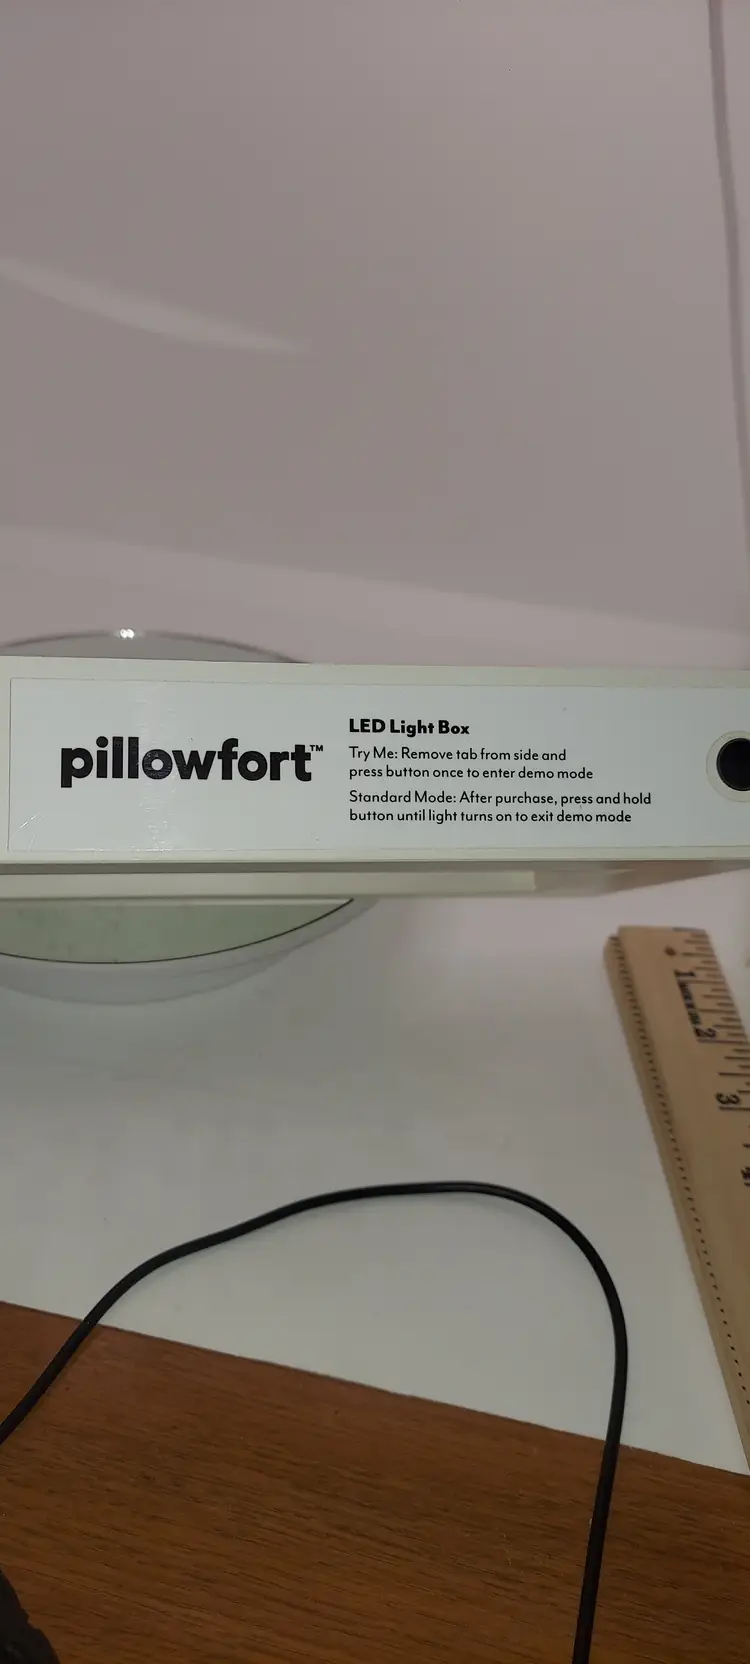 pillowfort™
LED Light Box
Try Me: Remove tab from side and
press button once to enter demo mode
Standard Mode: After purchase, press and hold
button until light turns on to exit demo mode
1
2
3